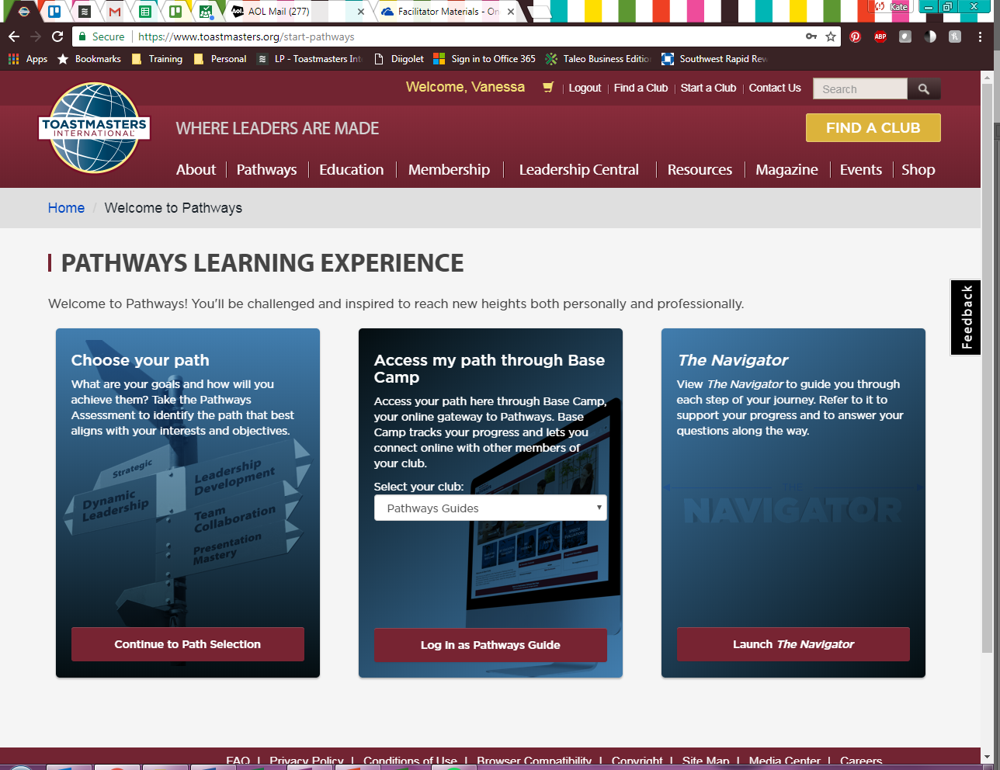 AOL Mail (277)
Facilitator Materials - On
Kate
Secure
https://www.toastmasters.org/start-pathways
ABP
Apps
Bookmarks
Training
Personal
LP - Toastmasters Int
Diigolet
Sign in to Office 365
Taleo Business Edition
Southwest Rapid Rew
Welcome, Vanessa
Logout
Find a Club
Start a Club
Contact Us
Search
TOASTMASTERS
INTERNATIONAL
WHERE LEADERS ARE MADE
FIND A CLUB
About
Pathways
Education
Membership
Leadership Central
Resources
Magazine
Events
Shop
Home / Welcome to Pathways
PATHWAYS LEARNING EXPERIENCE
Feedback
Welcome to Pathways! You'll be challenged and inspired to reach new heights both personally and professionally.
Choose your path
What are your goals and how will you
achieve them? Take the Pathways
Assessment to identify the path that best
aligns with your interests and objectives.
Strategic
Leadership
Development
Dynamic
Leadership
Team
Collaboration
Presentation
Mastery
Continue to Path Selection
Access my path through Base
Camp
Access your path here through Base Camp,
your online gateway to Pathways. Base
Camp tracks your progress and lets you
connect online with other members of
your club.
Select your club:
Pathways Guides
Log in as Pathways Guide
The Navigator
View The Navigator to guide you through
each step of your journey. Refer to it to
support your progress and to answer your
questions along the way.
THE
NAVIGATOR
Launch The Navigator
FAQ | Privacy Policy | Conditions of Use | Browser Compatibility | Copyright | Site Map | Media Center | Careers